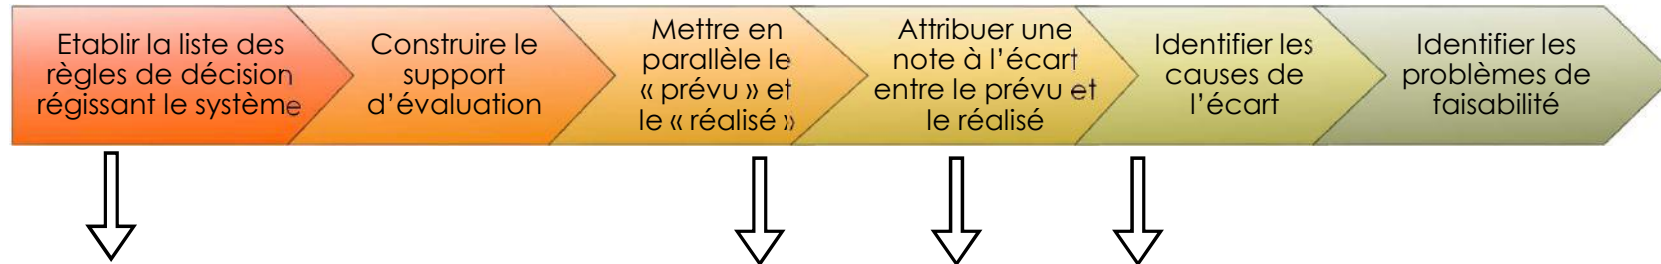 Etablir la liste des
règles de décision
régissant le système
Construire le
support
d'évaluation
Mettre en
parallèle le
« prévu » et
le « réalisé »
Attribuer une
note à l'écart
entre le prévu et
le réalisé
Identifier les
causes de
l'écart
Identifier les
problèmes de
faisabilité